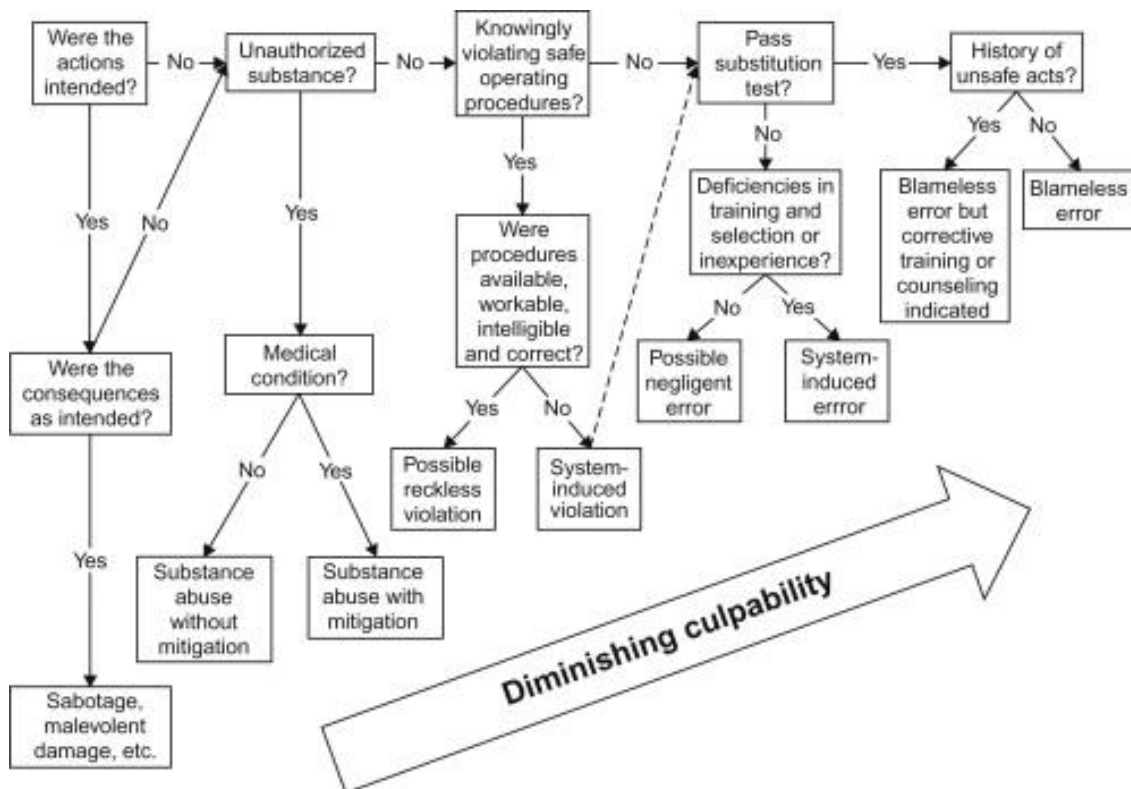 Were the
actions
intended?
No
Unauthorized
substance?
No
Knowingly
violating safe
operating
procedures?
No
Pass
substitution
test?
Yes
History of
unsafe acts?
Yes
No
Blameless
error but
corrective
training or
counseling
indicated
Blameless
error
No
Deficiencies in
training and
selection or
inexperience?
No
Yes
Possible
negligent
error
System-
induced
errror
Yes
Were
procedures
available,
workable,
intelligible
and correct?
Yes
No
Possible
reckless
violation
System-
induced
violation
Yes
Medical
condition?
No
Yes
Substance
abuse
without
mitigation
Substance
abuse with
mitigation
Yes
No
Were the
consequences
as intended?
Yes
Sabotage,
malevolent
damage, etc.
Diminishing culpability